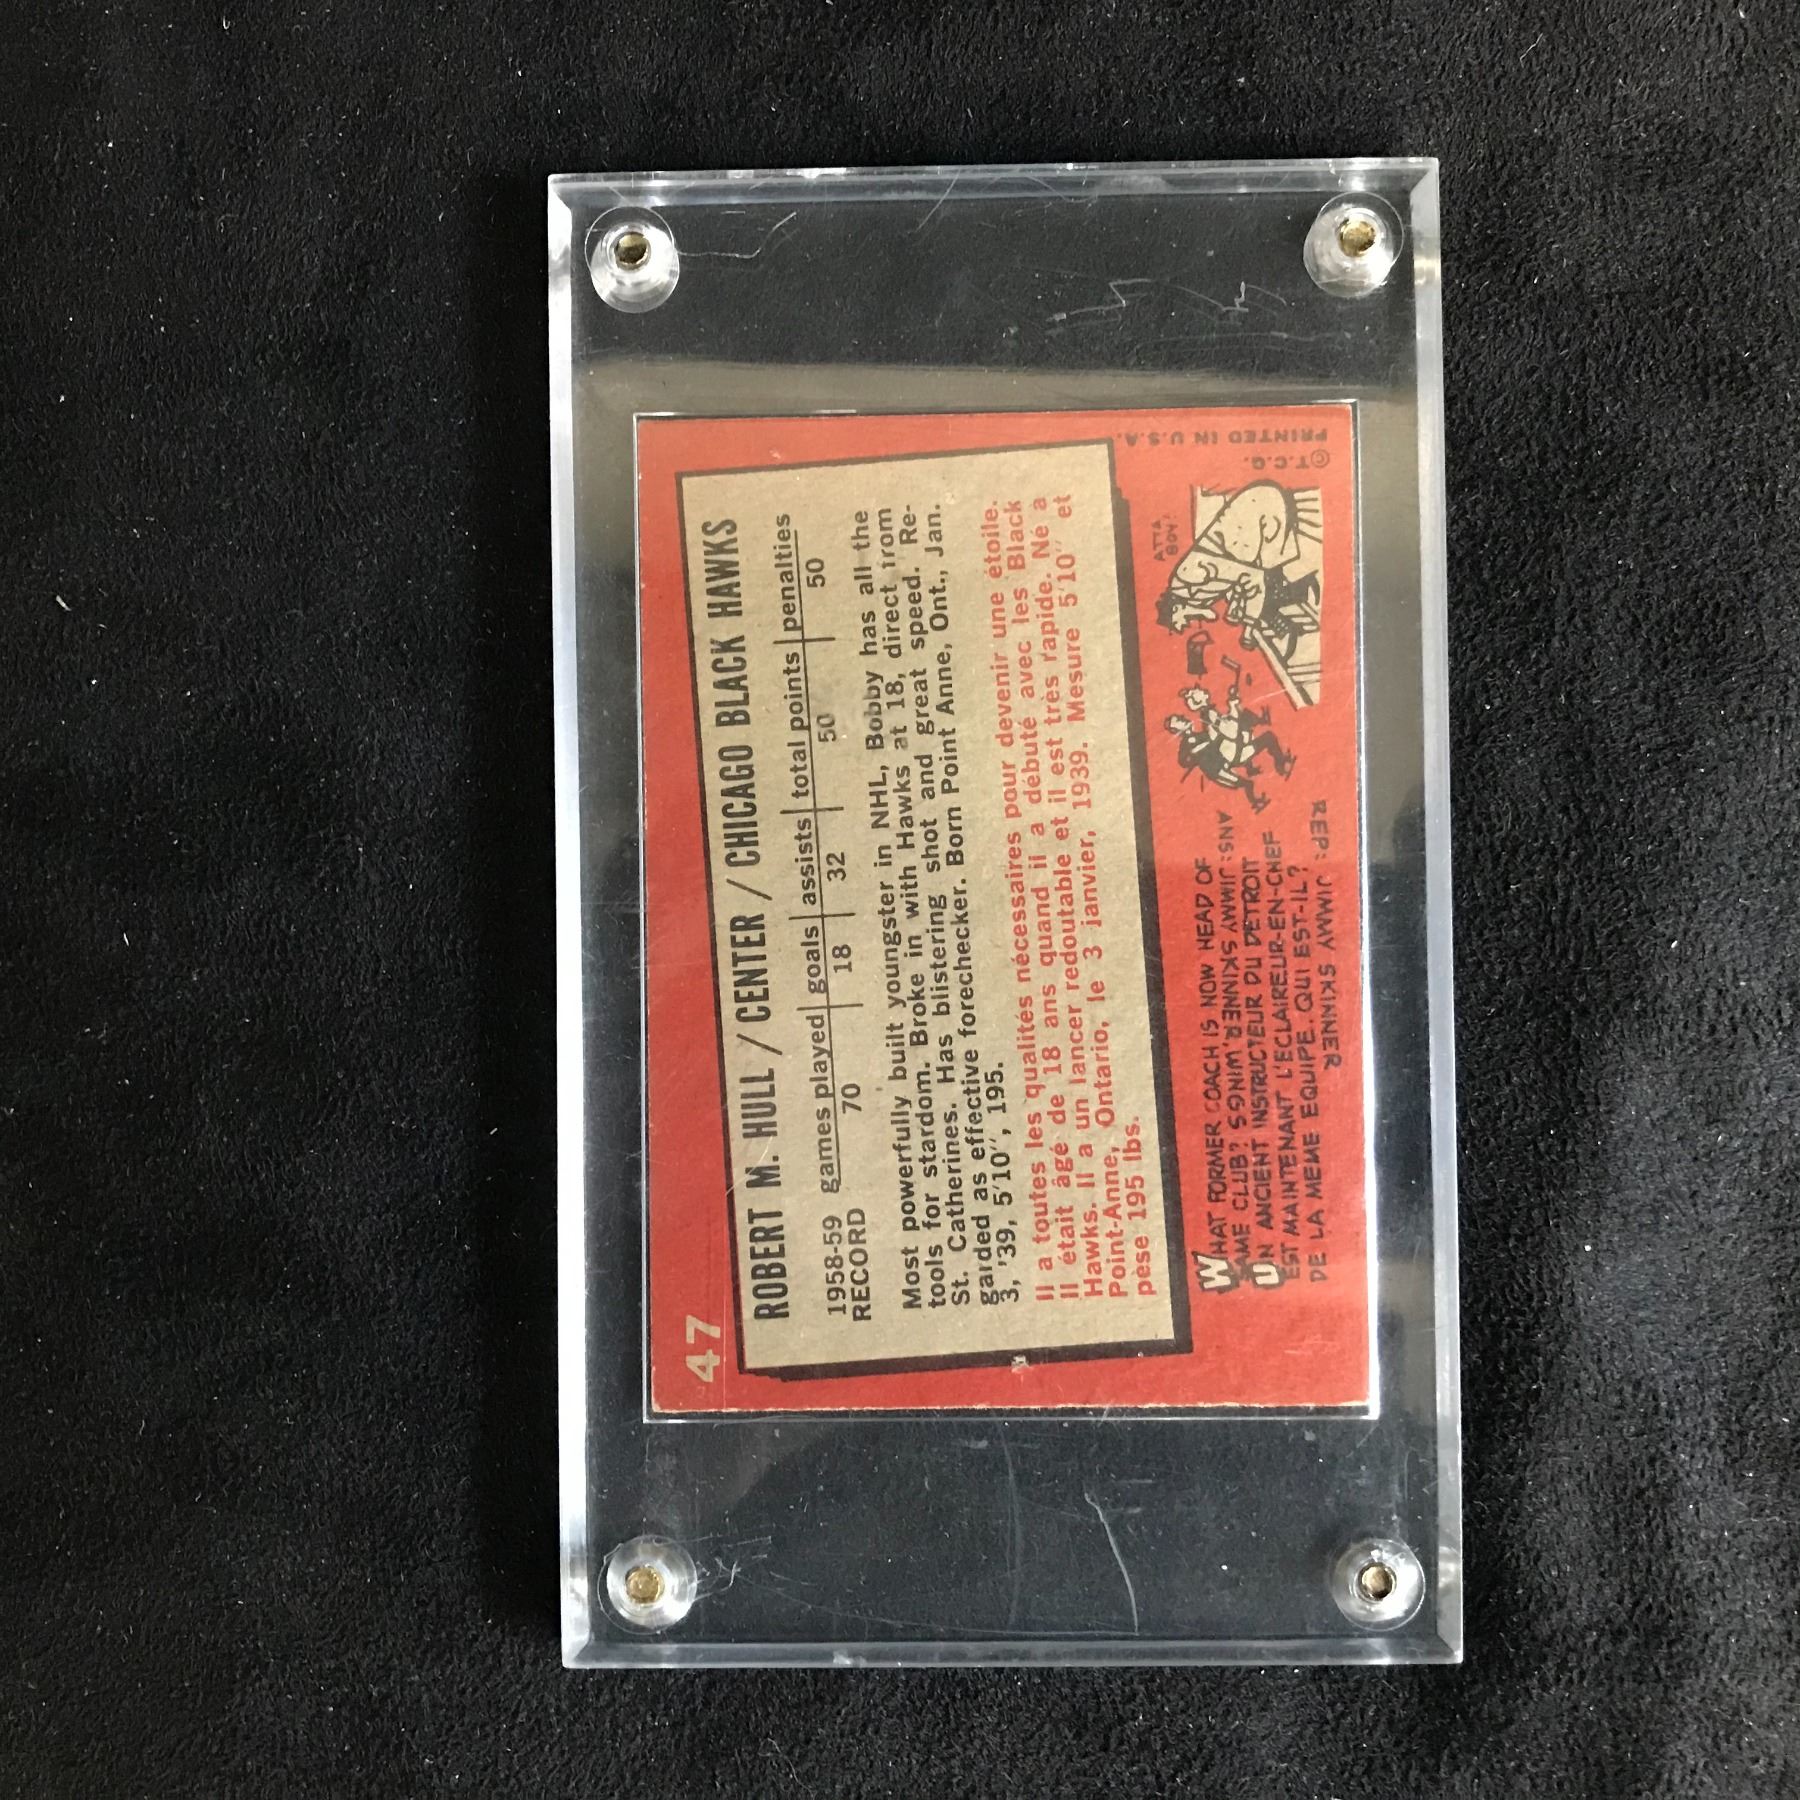 47
ROBERT M. HULL / CENTER / CHICAGO BLACK HAWKS
1958-59 games played goals assists total points penalties
RECORD 70 18 32 50 50
Most powerfully built youngster in NHL, Bobby has all the
tools for stardom. Broke in with Hawks at 18, direct from
St. Catherines. Has blistering shot and great speed. Re-
garded as effective forechecker. Born Point Anne, Ont., Jan.
3, '39, 5'10", 195.
Il a toutes les qualités nécessaires pour devenir une étoile.
Il était âgé de 18 ans quand il a débuté avec les Black
Hawks. Il a un lancer redoutable et il est très rapide. Né a
Point-Anne, Ontario, le 3 janvier, 1939. Mesure 5'10" et
pèse 195 lbs.
WHAT FORMER COACH IS NOW HEAD OF
SAME CLUB? ANS: JIMMY SKINNER, WINGS
UN ANCIENT INSTRUCTEUR DU DETROIT
EST MAINTENANT L'ECLAIREUR-EN-CHEF
DE LA MEME EQUIPE. QUI EST-IL?
REP: JIMMY SKINNER
ATTA
BOY!
© T.C.G.
PRINTED IN U.S.A.